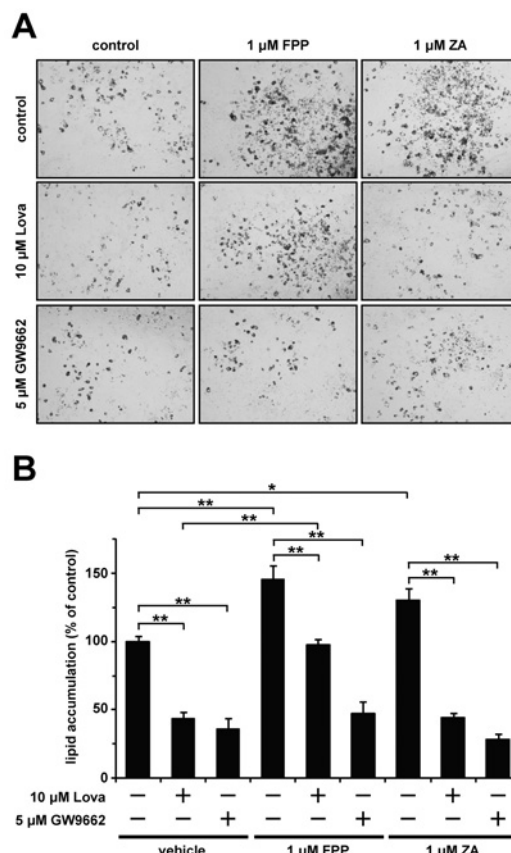 A
control 1 µM FPP 1 µM ZA
control
10 µM Lova
5 µM GW9662
B
*
** **
** **
** ** **
** **
lipid accumulation (% of control)
150
100
50
0
10 µM Lova − + − − + − − + −
5 µM GW9662 − − + − − + − − +
vehicle 1 µM FPP 1 µM ZA